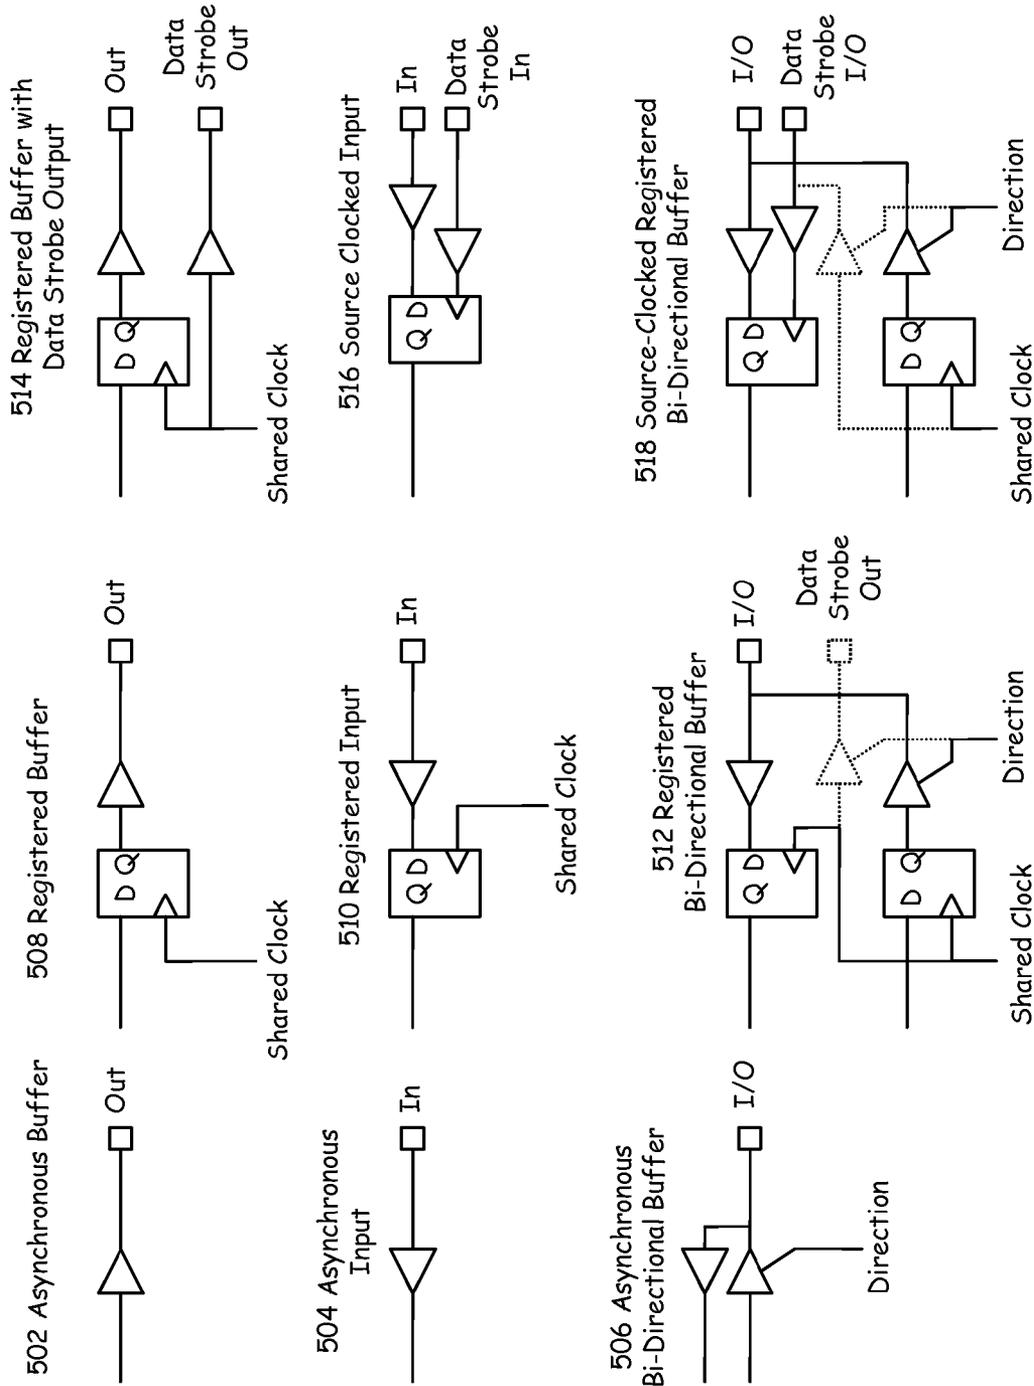 502 Asynchronous Buffer
Out
508 Registered Buffer
D Q
Out
Shared Clock
514 Registered Buffer with
Data Strobe Output
D Q
Out
Data
Strobe
Out
Shared Clock
504 Asynchronous
Input
In
510 Registered Input
Q D
In
Shared Clock
516 Source Clocked Input
Q D
In
Data
Strobe
In
506 Asynchronous
Bi-Directional Buffer
I/O
Direction
512 Registered
Bi-Directional Buffer
Q D
I/O
Data
Strobe
Out
D Q
Shared Clock
Direction
518 Source-Clocked Registered
Bi-Directional Buffer
Q D
I/O
Data
Strobe
I/O
D Q
Shared Clock
Direction